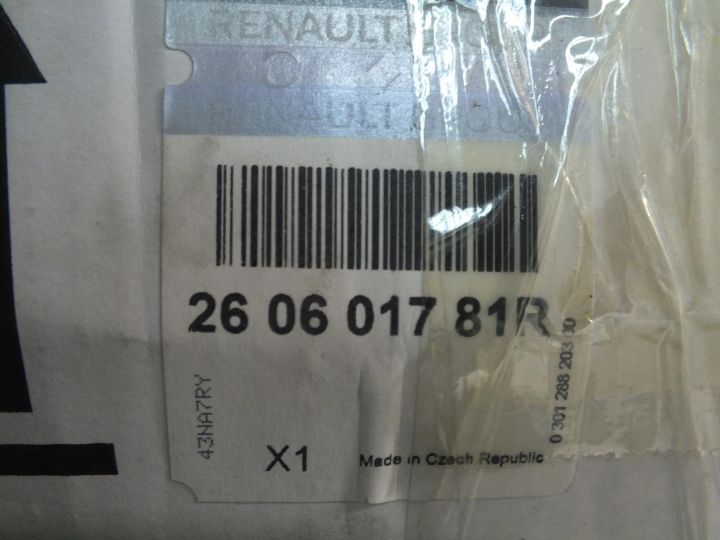 RENAULT
RENAULT
26 06 017 81R
43NA7RY
X1
Made in Czech Republic
0 301 288 203 00